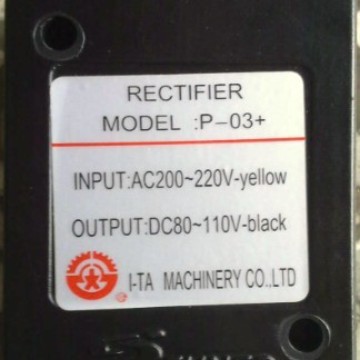 RECTIFIER
MODEL :P-03+
INPUT:AC200~220V-yellow
OUTPUT:DC80~110V-black
I-TA MACHINERY CO.,LTD